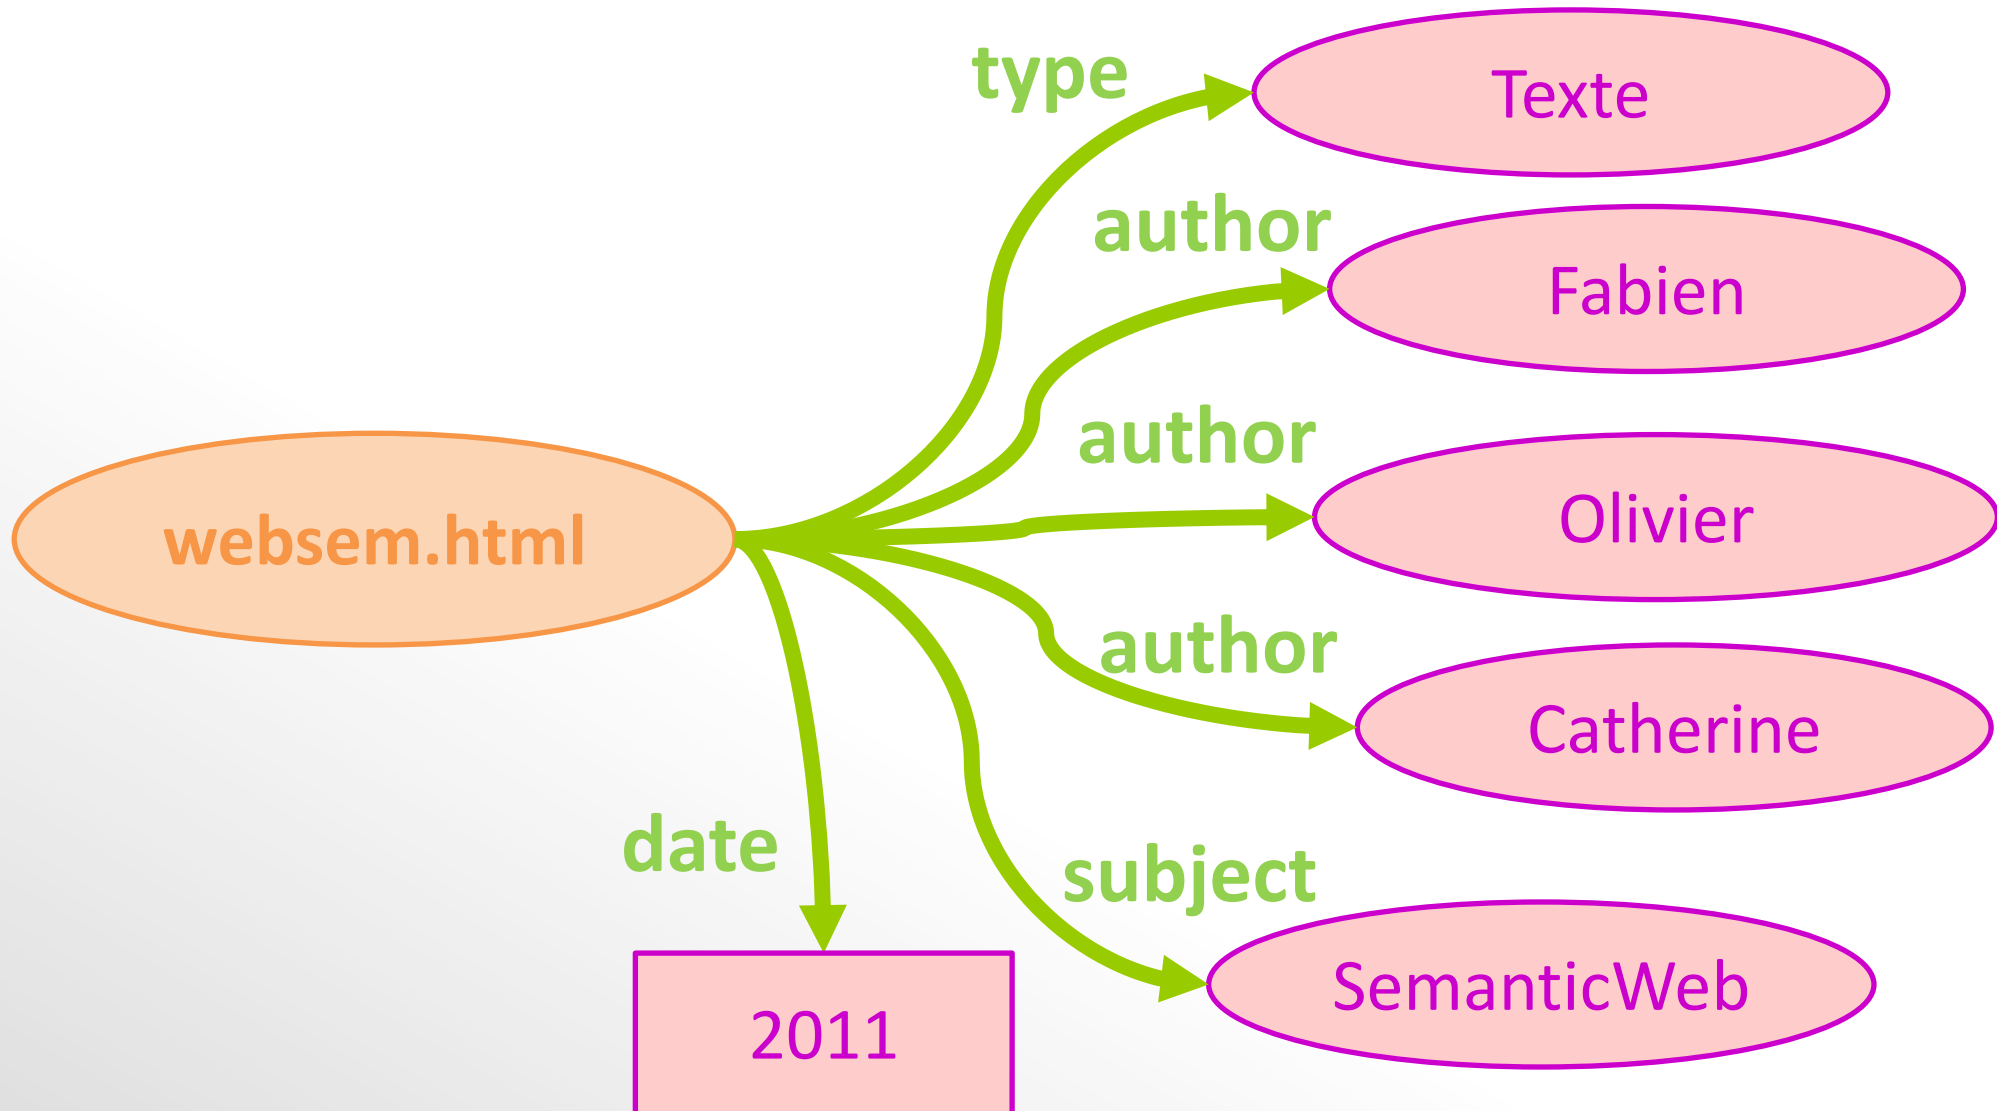 type
Texte
author
Fabien
author
Olivier
websem.html
author
Catherine
date
subject
SemanticWeb
2011